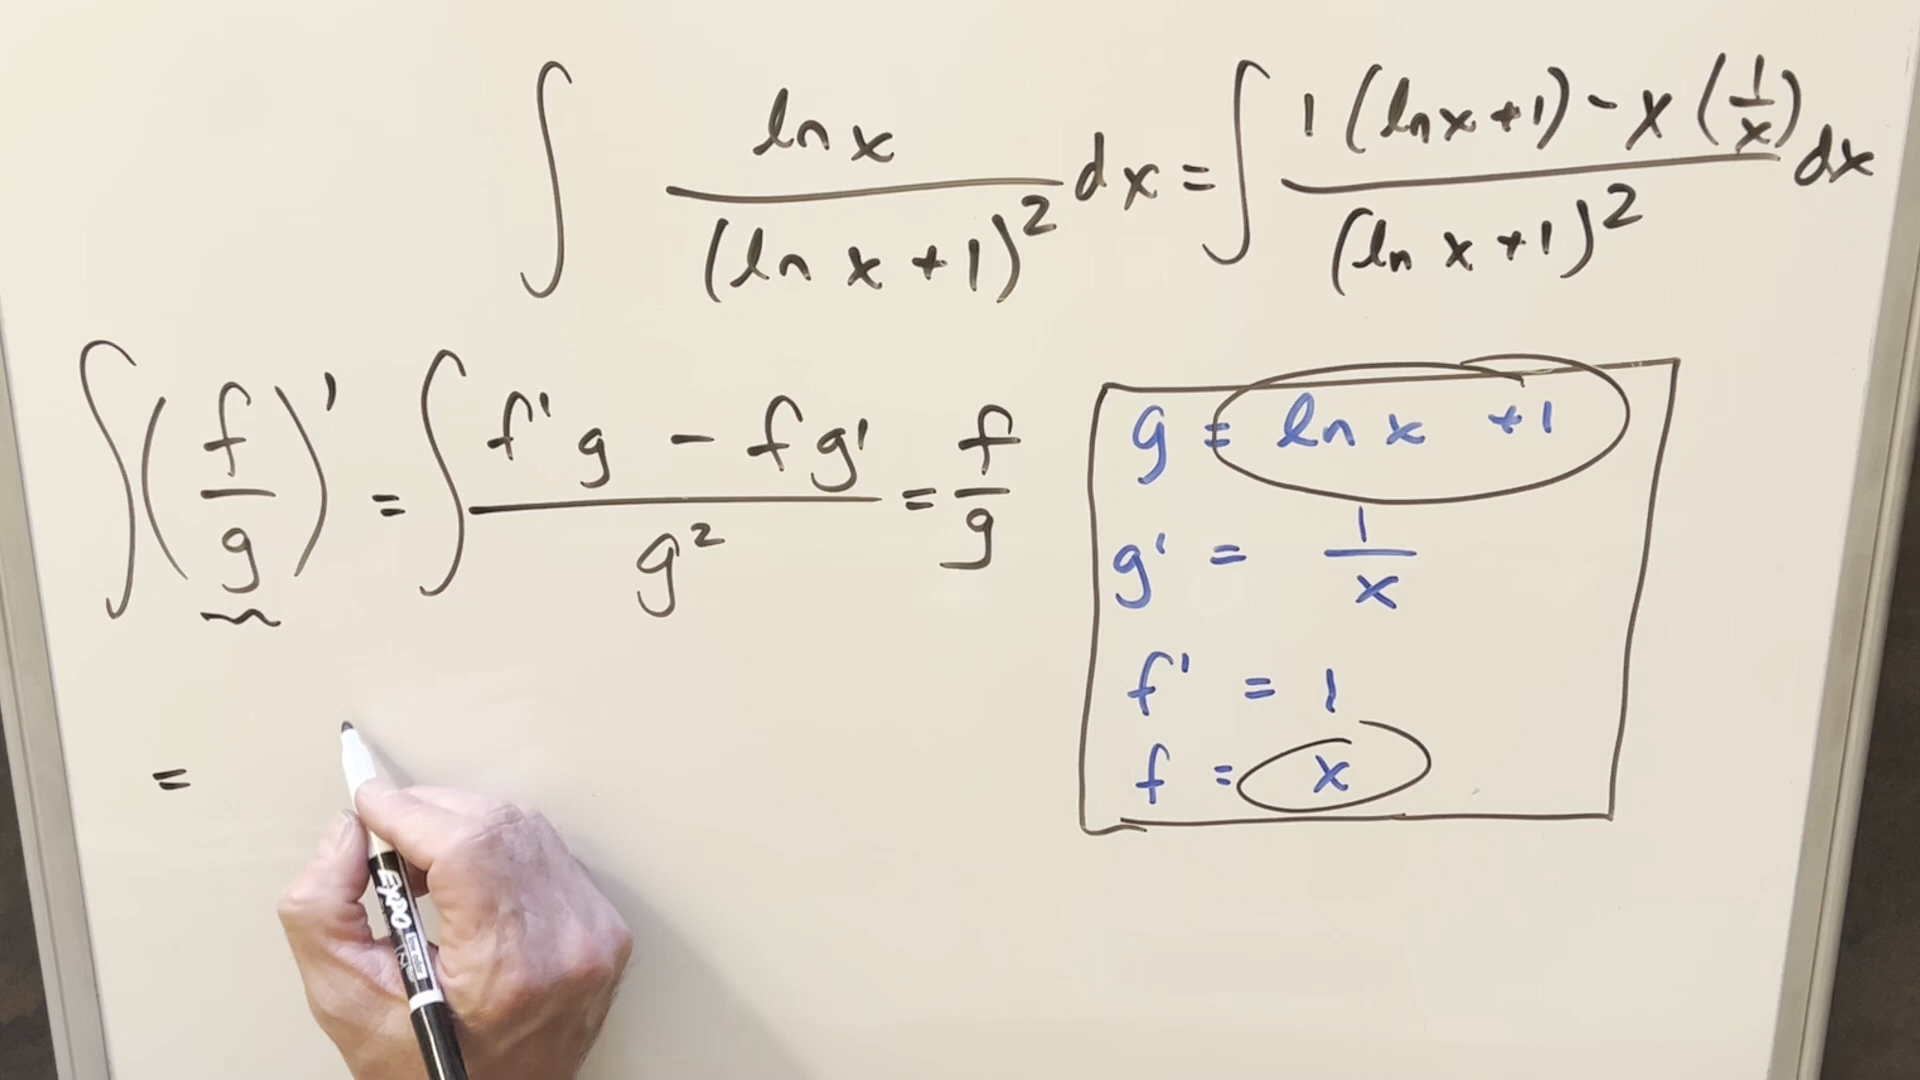 ∫ ln x / (ln x + 1)² dx = ∫ 1(ln x + 1) - x(1/x) / (ln x + 1)² dx
∫ (f/g)' = ∫ f'g - fg' / g² = f/g
=
g = ln x + 1
g' = 1/x
f' = 1
f = x
EXPO